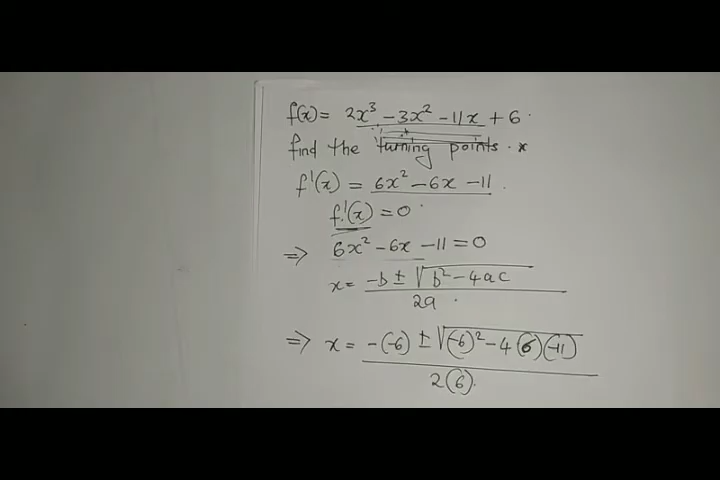 f(x) = 2x³ - 3x² - 11x + 6.
find the turning points. x
f'(x) = 6x² - 6x - 11.
f'(x) = 0.
⇒ 6x² - 6x - 11 = 0
x = -b ± √b² - 4ac / 2a.
⇒ x = -(-6) ± √(-6)² - 4(6)(-11) / 2(6).